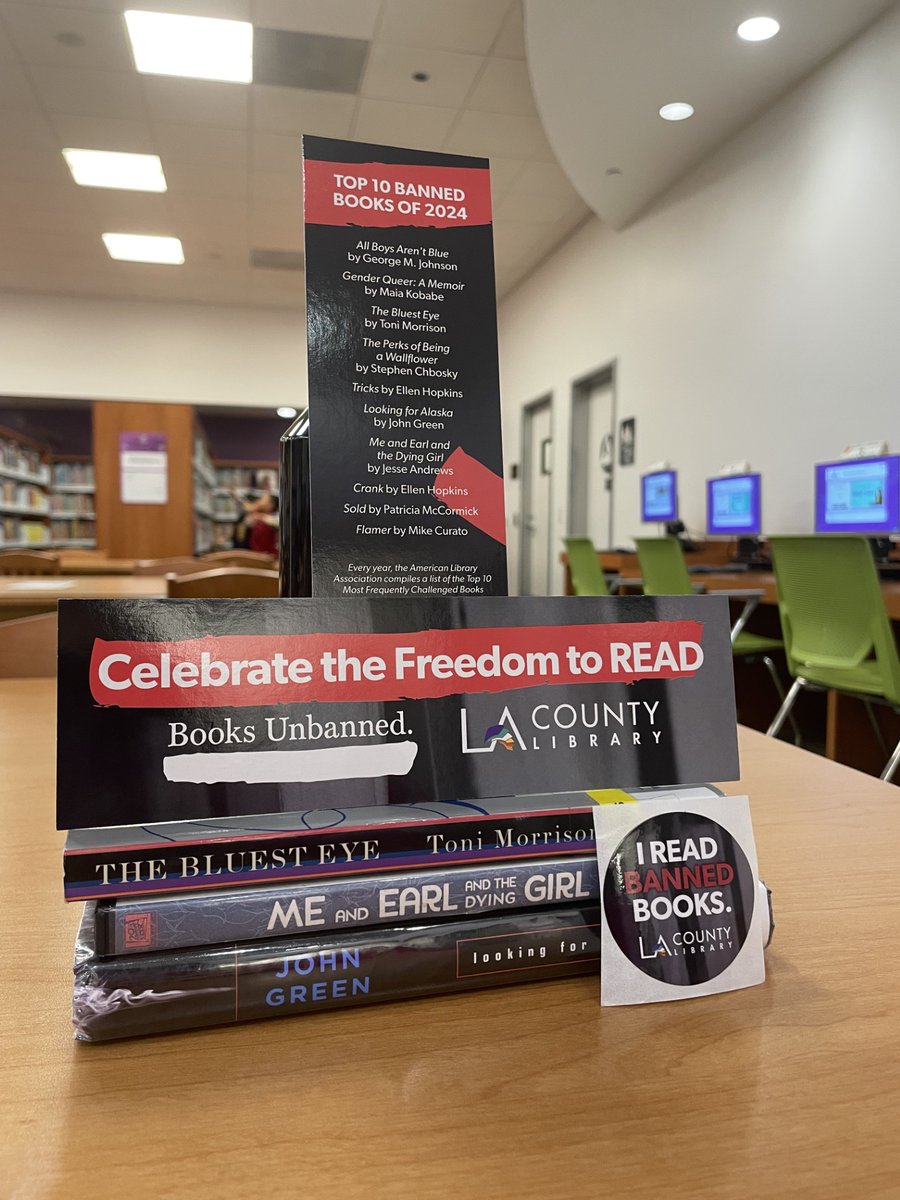 TOP 10 BANNED
BOOKS OF 2024
All Boys Aren't Blue
by George M. Johnson
Gender Queer: A Memoir
by Maia Kobabe
The Bluest Eye
by Toni Morrison
The Perks of Being
a Wallflower
by Stephen Chbosky
Tricks by Ellen Hopkins
Looking for Alaska
by John Green
Me and Earl and
the Dying Girl
by Jesse Andrews
Crank by Ellen Hopkins
Sold by Patricia McCormick
Flamer by Mike Curato
Every year, the American Library
Association compiles a list of the Top 10
Most Frequently Challenged Books
Celebrate the Freedom to READ
Books Unbanned.
LA COUNTY
LIBRARY
THE BLUEST EYE Toni Morrison
ME AND EARL AND THE DYING GIRL
JOHN
GREEN
looking for
I READ
BANNED
BOOKS.
LA COUNTY
LIBRARY